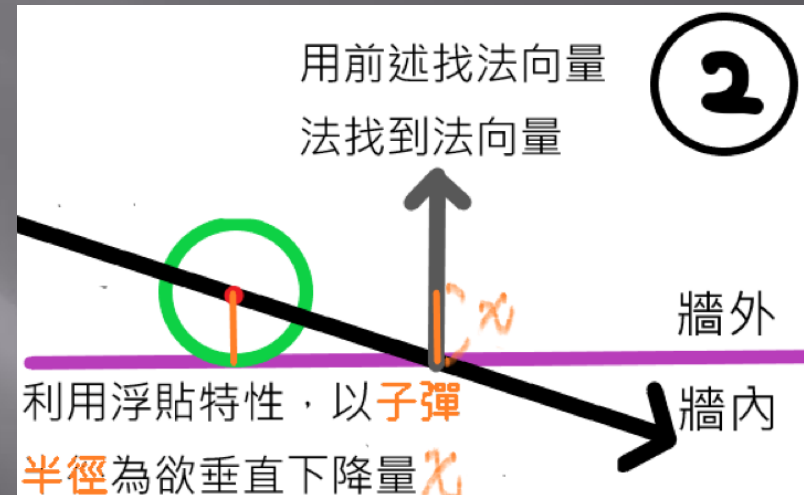 用前述找法向量
法找到法向量
2
x
牆外
牆內
利用浮貼特性，以子彈
半徑為欲垂直下降量x